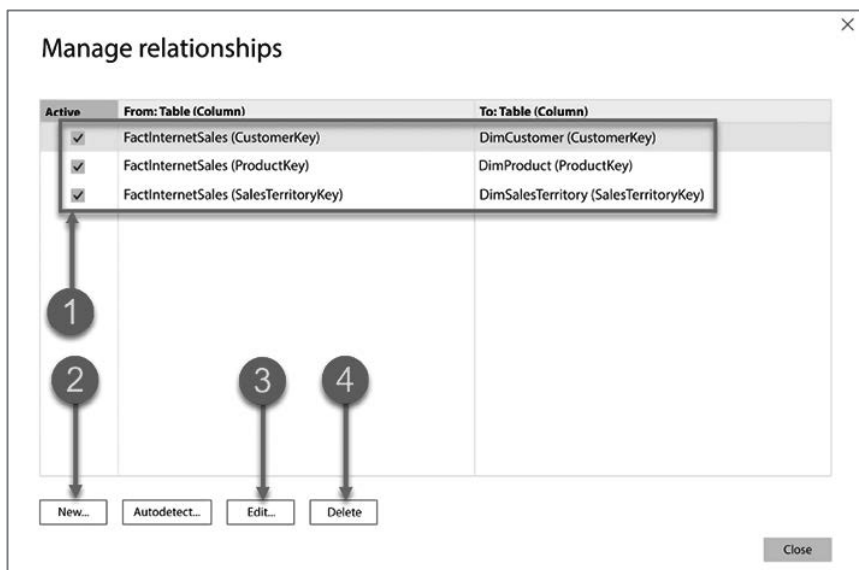 Manage relationships
Active From: Table (Column) To: Table (Column)
FactInternetSales (CustomerKey) DimCustomer (CustomerKey)
FactInternetSales (ProductKey) DimProduct (ProductKey)
FactInternetSales (SalesTerritoryKey) DimSalesTerritory (SalesTerritoryKey)
1
2 3 4
New... Autodetect... Edit... Delete
Close